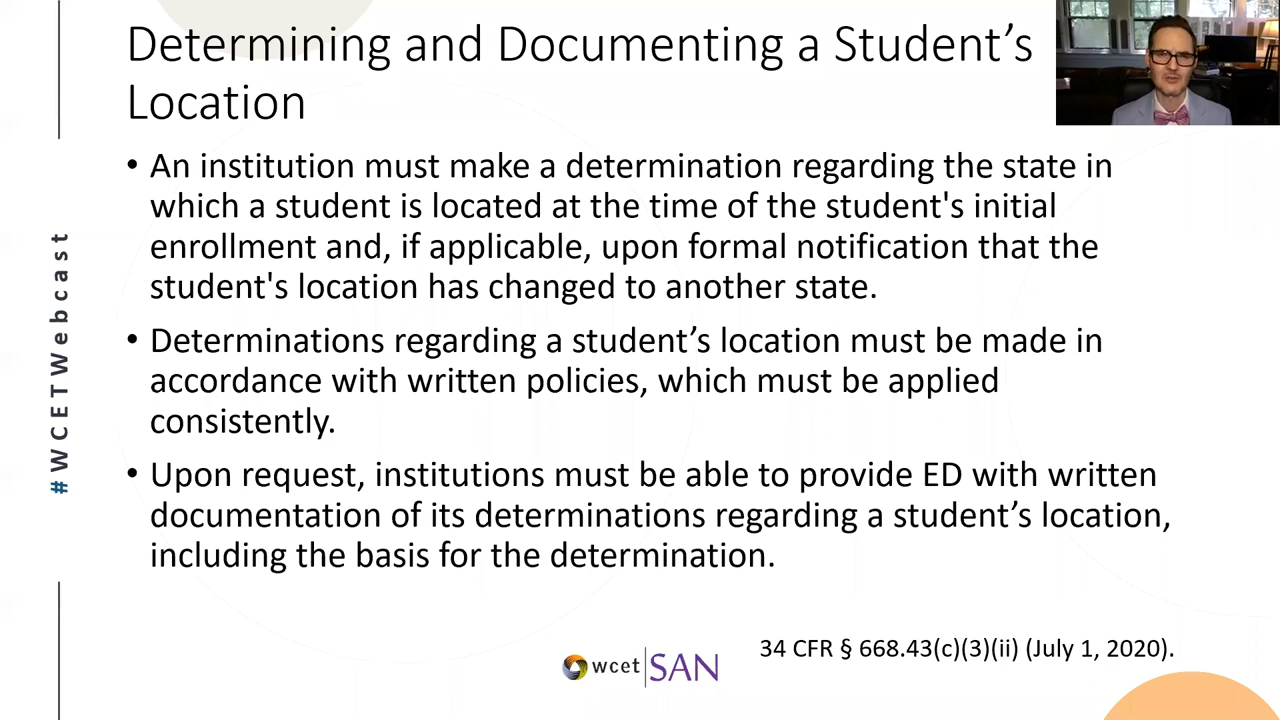 Determining and Documenting a Student’s
Location
• An institution must make a determination regarding the state in
which a student is located at the time of the student's initial
enrollment and, if applicable, upon formal notification that the
student's location has changed to another state.
• Determinations regarding a student’s location must be made in
accordance with written policies, which must be applied
consistently.
• Upon request, institutions must be able to provide ED with written
documentation of its determinations regarding a student’s location,
including the basis for the determination.
#WCETWebcast
34 CFR § 668.43(c)(3)(ii) (July 1, 2020).
wcet SAN